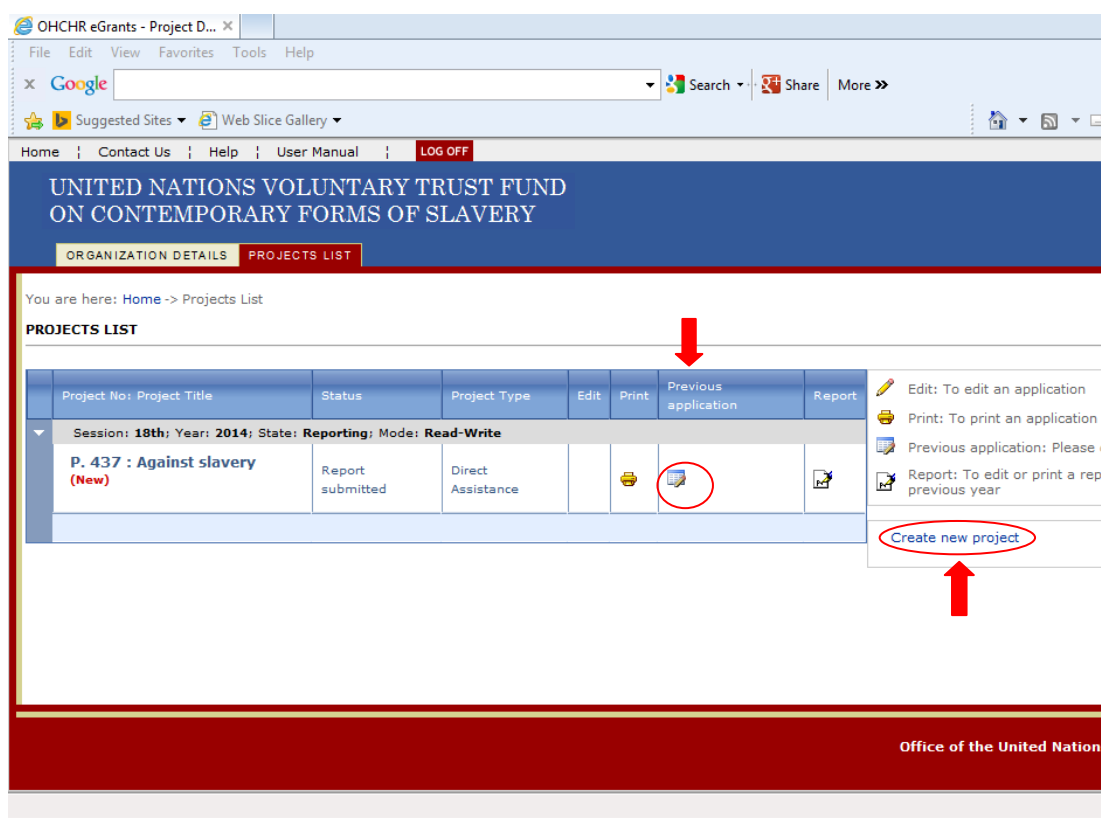 OHCHR eGrants - Project D... ×
File Edit View Favorites Tools Help
x Google Search Share More »
Suggested Sites Web Slice Gallery
Home ¦ Contact Us ¦ Help ¦ User Manual ¦ LOG OFF
UNITED NATIONS VOLUNTARY TRUST FUND
ON CONTEMPORARY FORMS OF SLAVERY
ORGANIZATION DETAILS PROJECTS LIST
You are here: Home -> Projects List
PROJECTS LIST
Project No: Project Title Status Project Type Edit Print Previous application Report
Session: 18th; Year: 2014; State: Reporting; Mode: Read-Write
P. 437 : Against slavery
(New)
Report submitted
Direct Assistance
Edit: To edit an application
Print: To print an application
Previous application: Please
Report: To edit or print a rep
previous year
Create new project
Office of the United Nation